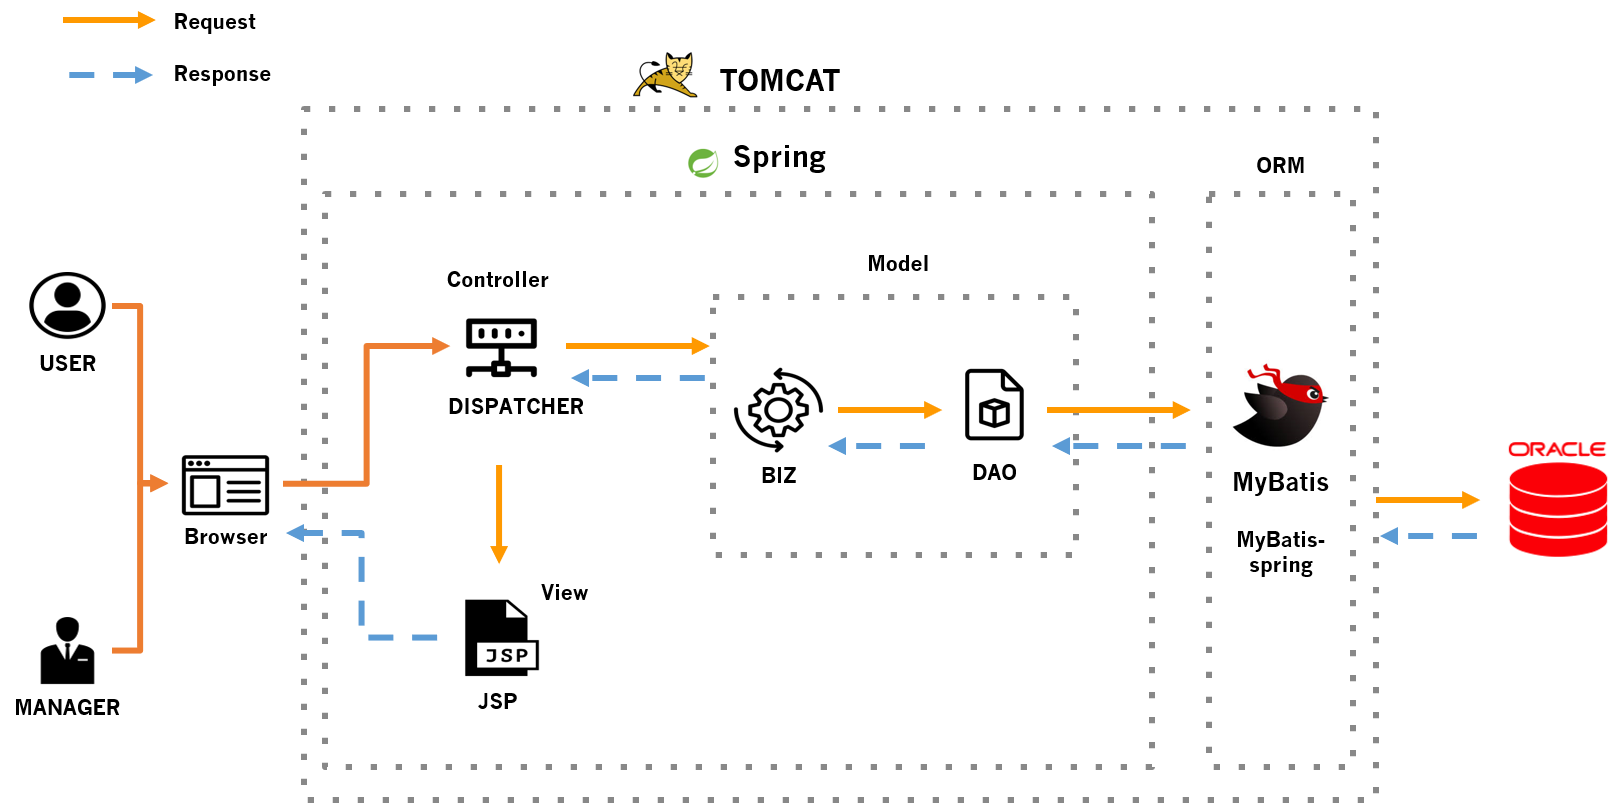 Request
Response
TOMCAT
Spring
ORM
Model
Controller
USER
DISPATCHER
BIZ
DAO
MyBatis
ORACLE
Browser
MyBatis-
spring
View
JSP
JSP
MANAGER